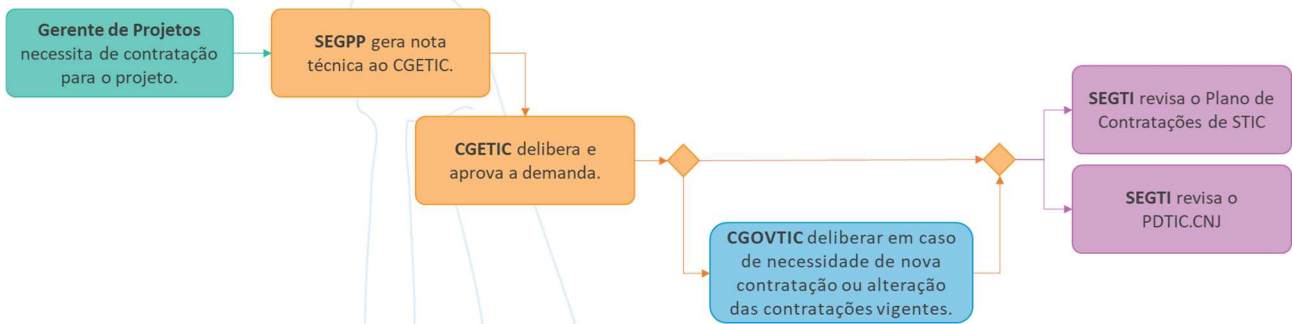 Gerente de Projetos
necessita de contratação
para o projeto.
SEGPP gera nota
técnica ao CGETIC.
CGETIC delibera e
aprova a demanda.
CGOVTIC deliberar em caso
de necessidade de nova
contratação ou alteração
das contratações vigentes.
SEGTI revisa o Plano de
Contratações de STIC
SEGTI revisa o
PDTIC.CNJ